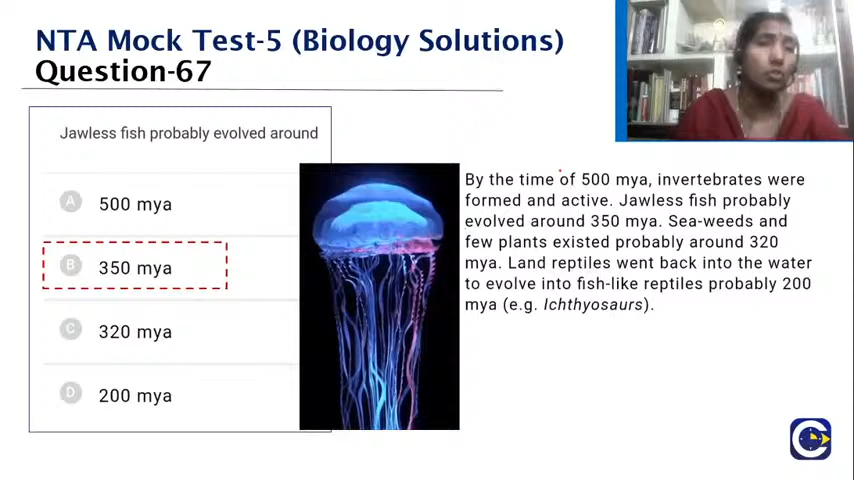 NTA Mock Test-5 (Biology Solutions)
Question-67
Jawless fish probably evolved around
A 500 mya
B 350 mya
C 320 mya
D 200 mya
By the time of 500 mya, invertebrates were
formed and active. Jawless fish probably
evolved around 350 mya. Sea-weeds and
few plants existed probably around 320
mya. Land reptiles went back into the water
to evolve into fish-like reptiles probably 200
mya (e.g. Ichthyosaurs).